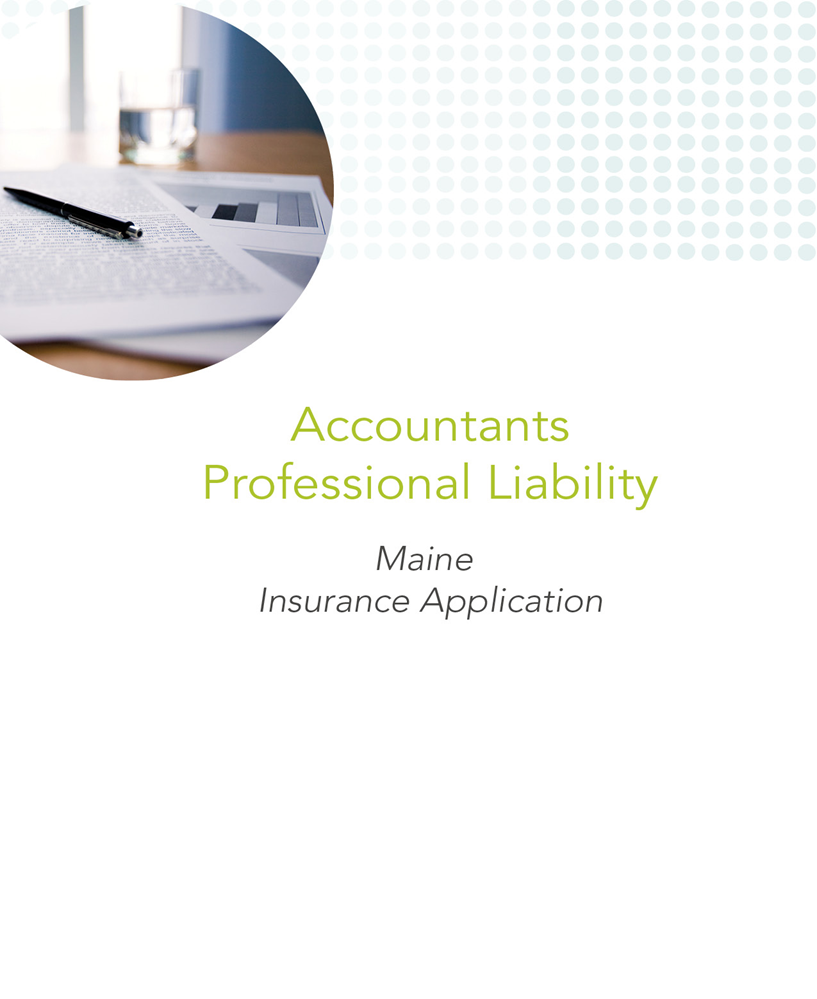 Accountants
Professional Liability
Maine
Insurance Application